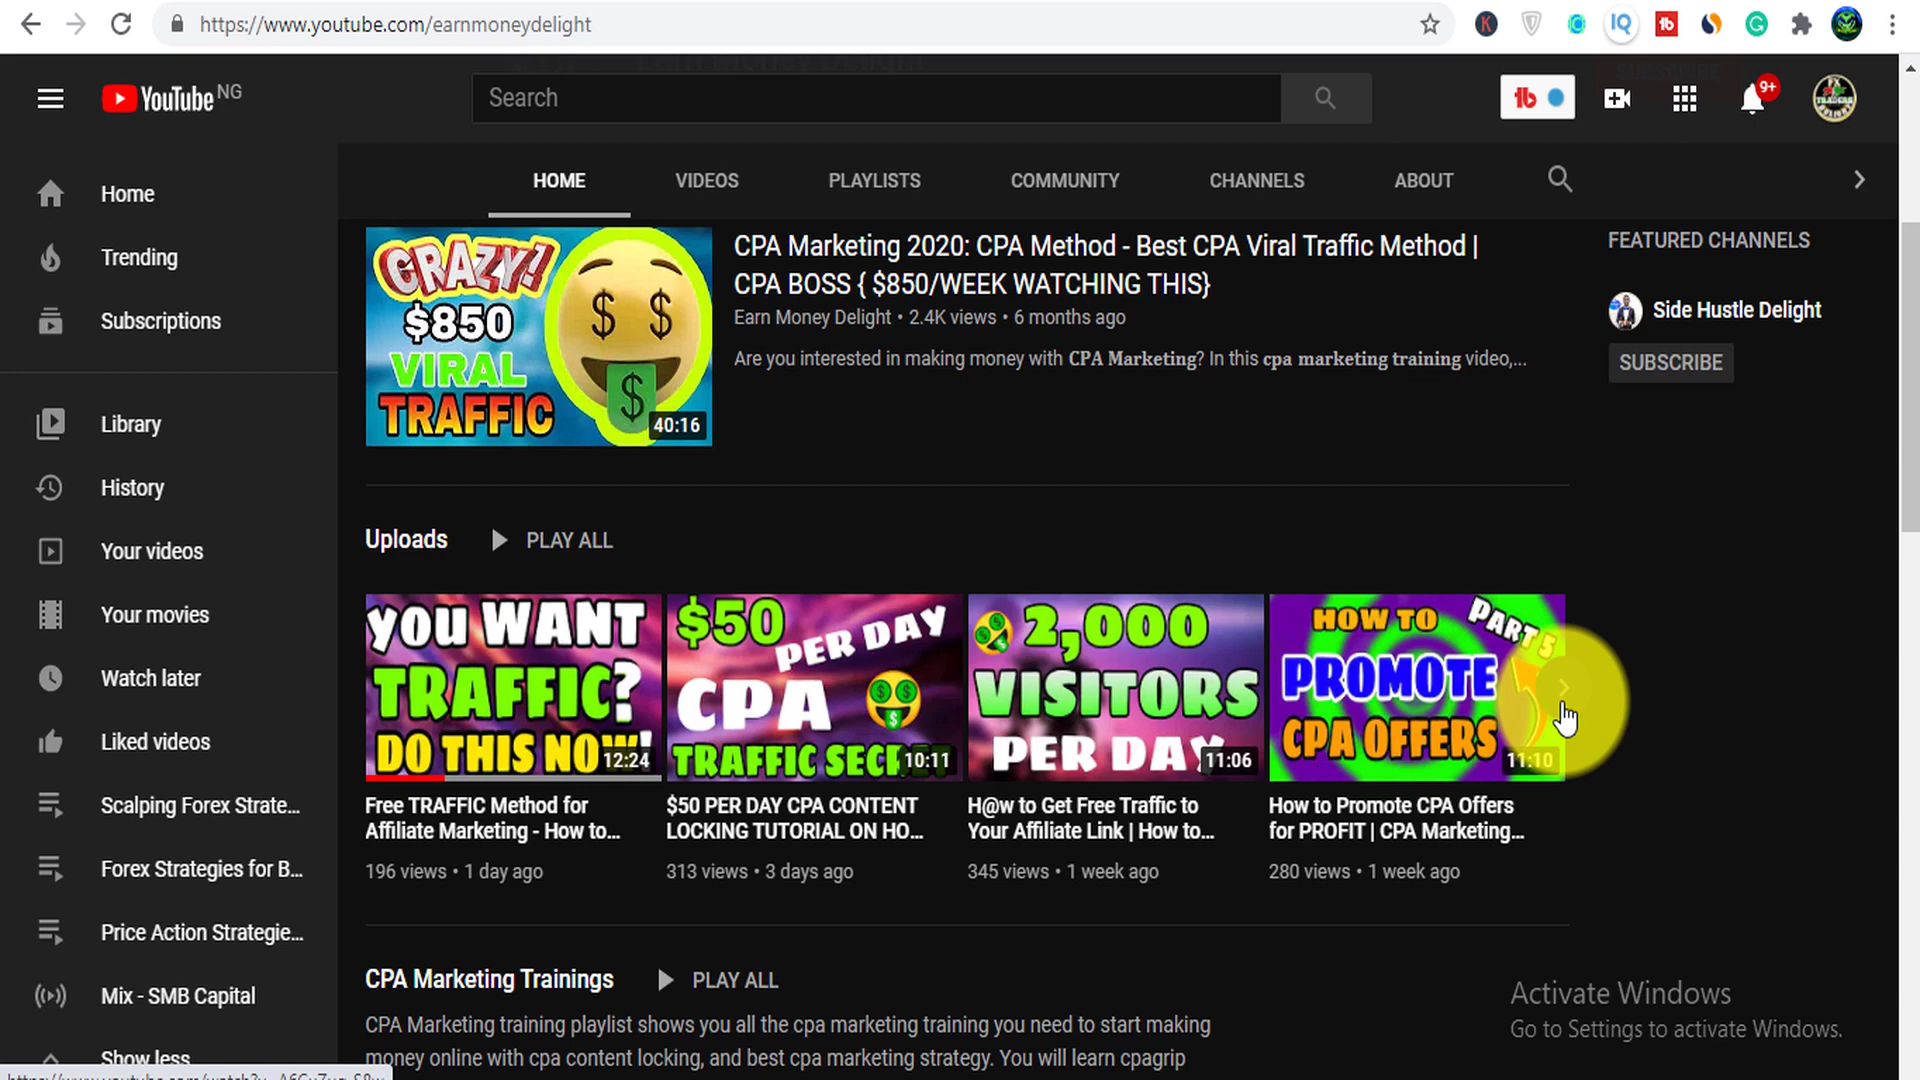 https://www.youtube.com/earnmoneydelight
YouTube NG
Search
9+
HOME
VIDEOS
PLAYLISTS
COMMUNITY
CHANNELS
ABOUT
Home
Trending
Subscriptions
Library
History
Your videos
Your movies
Watch later
Liked videos
Scalping Forex Strate...
Forex Strategies for B...
Price Action Strategie...
Mix - SMB Capital
Show less
CRAZY!
$850
VIRAL
TRAFFIC
40:16
CPA Marketing 2020: CPA Method - Best CPA Viral Traffic Method |
CPA BOSS { $850/WEEK WATCHING THIS}
Earn Money Delight • 2.4K views • 6 months ago
Are you interested in making money with CPA Marketing? In this cpa marketing training video,...
FEATURED CHANNELS
Side Hustle Delight
SUBSCRIBE
Uploads
PLAY ALL
YOU WANT
TRAFFIC?
DO THIS NOW!
12:24
Free TRAFFIC Method for
Affiliate Marketing - How to...
196 views • 1 day ago
$50
PER DAY
CPA
TRAFFIC
10:11
$50 PER DAY CPA CONTENT
LOCKING TUTORIAL ON HO...
313 views • 3 days ago
2,000
VISITORS
PER DAY
11:06
H@w to Get Free Traffic to
Your Affiliate Link | How to...
345 views • 1 week ago
HOW TO
PART 5
PROMOTE
CPA OFFERS
11:10
How to Promote CPA Offers
for PROFIT | CPA Marketing...
280 views • 1 week ago
CPA Marketing Trainings
PLAY ALL
CPA Marketing training playlist shows you all the cpa marketing training you need to start making
money online with cpa content locking, and best cpa marketing strategy. You will learn cpagrip
Activate Windows
Go to Settings to activate Windows.